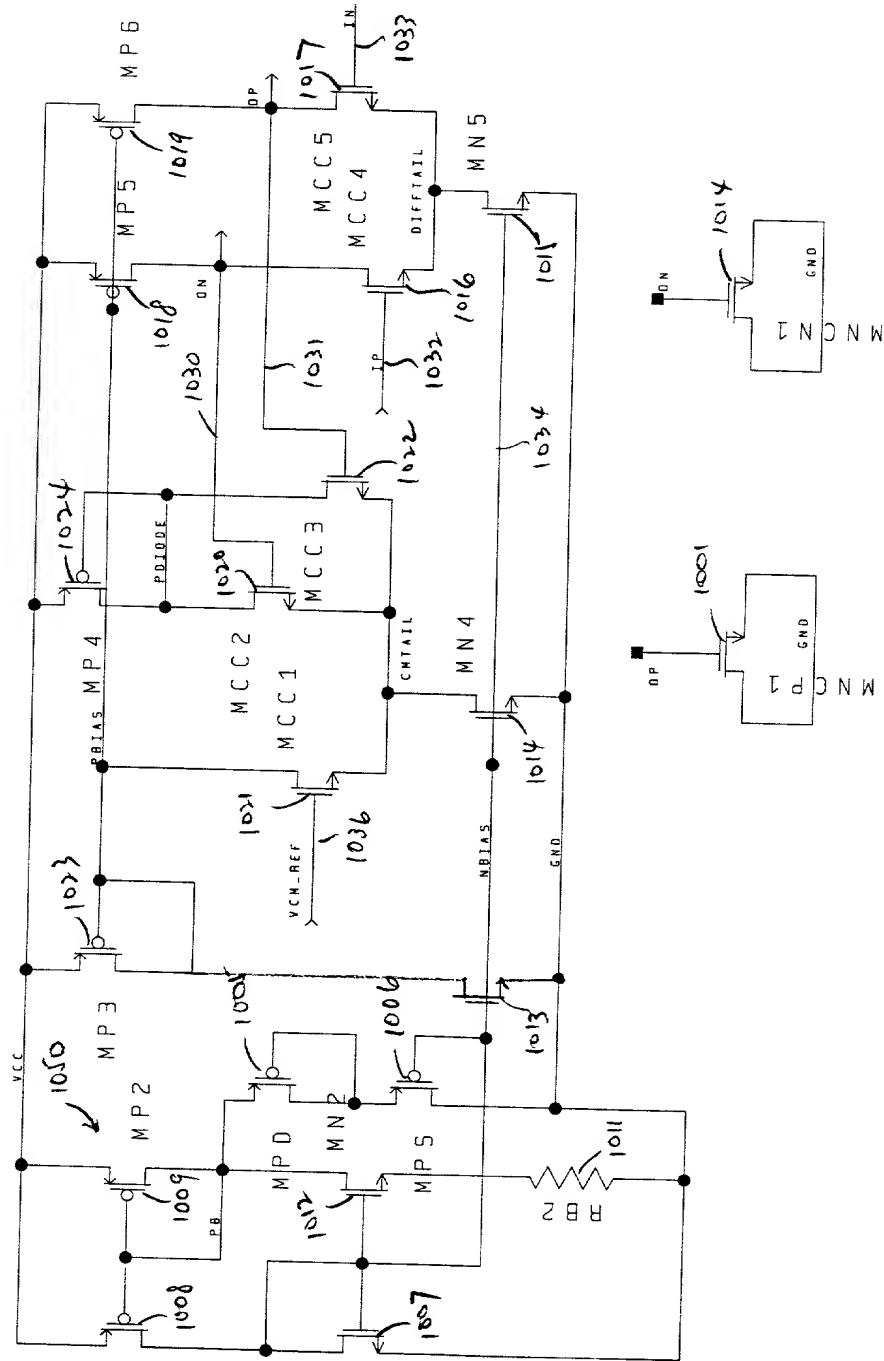 VCC
1050
1008
1009
MP2
MP3
1023
PBIAS
MP4
1024
1018
MP5
1019
MP6
PB
PDIODE
ON
OP
1030
1031
MPD
MN2
1005
1006
1012
MPS
1007
1011
RB2
VCM_REF
1036
1021
MCC1
MCC2
1020
MCC3
1022
IP
1032
1016
MCC4
MCC5
1017
IN
1033
CMTAIL
DIFFTAIL
MN4
MN5
NBIAS
1013
1014
1034
1015
GND
OP
1001
GND
MNCP1
ON
1014
GND
MNCN1